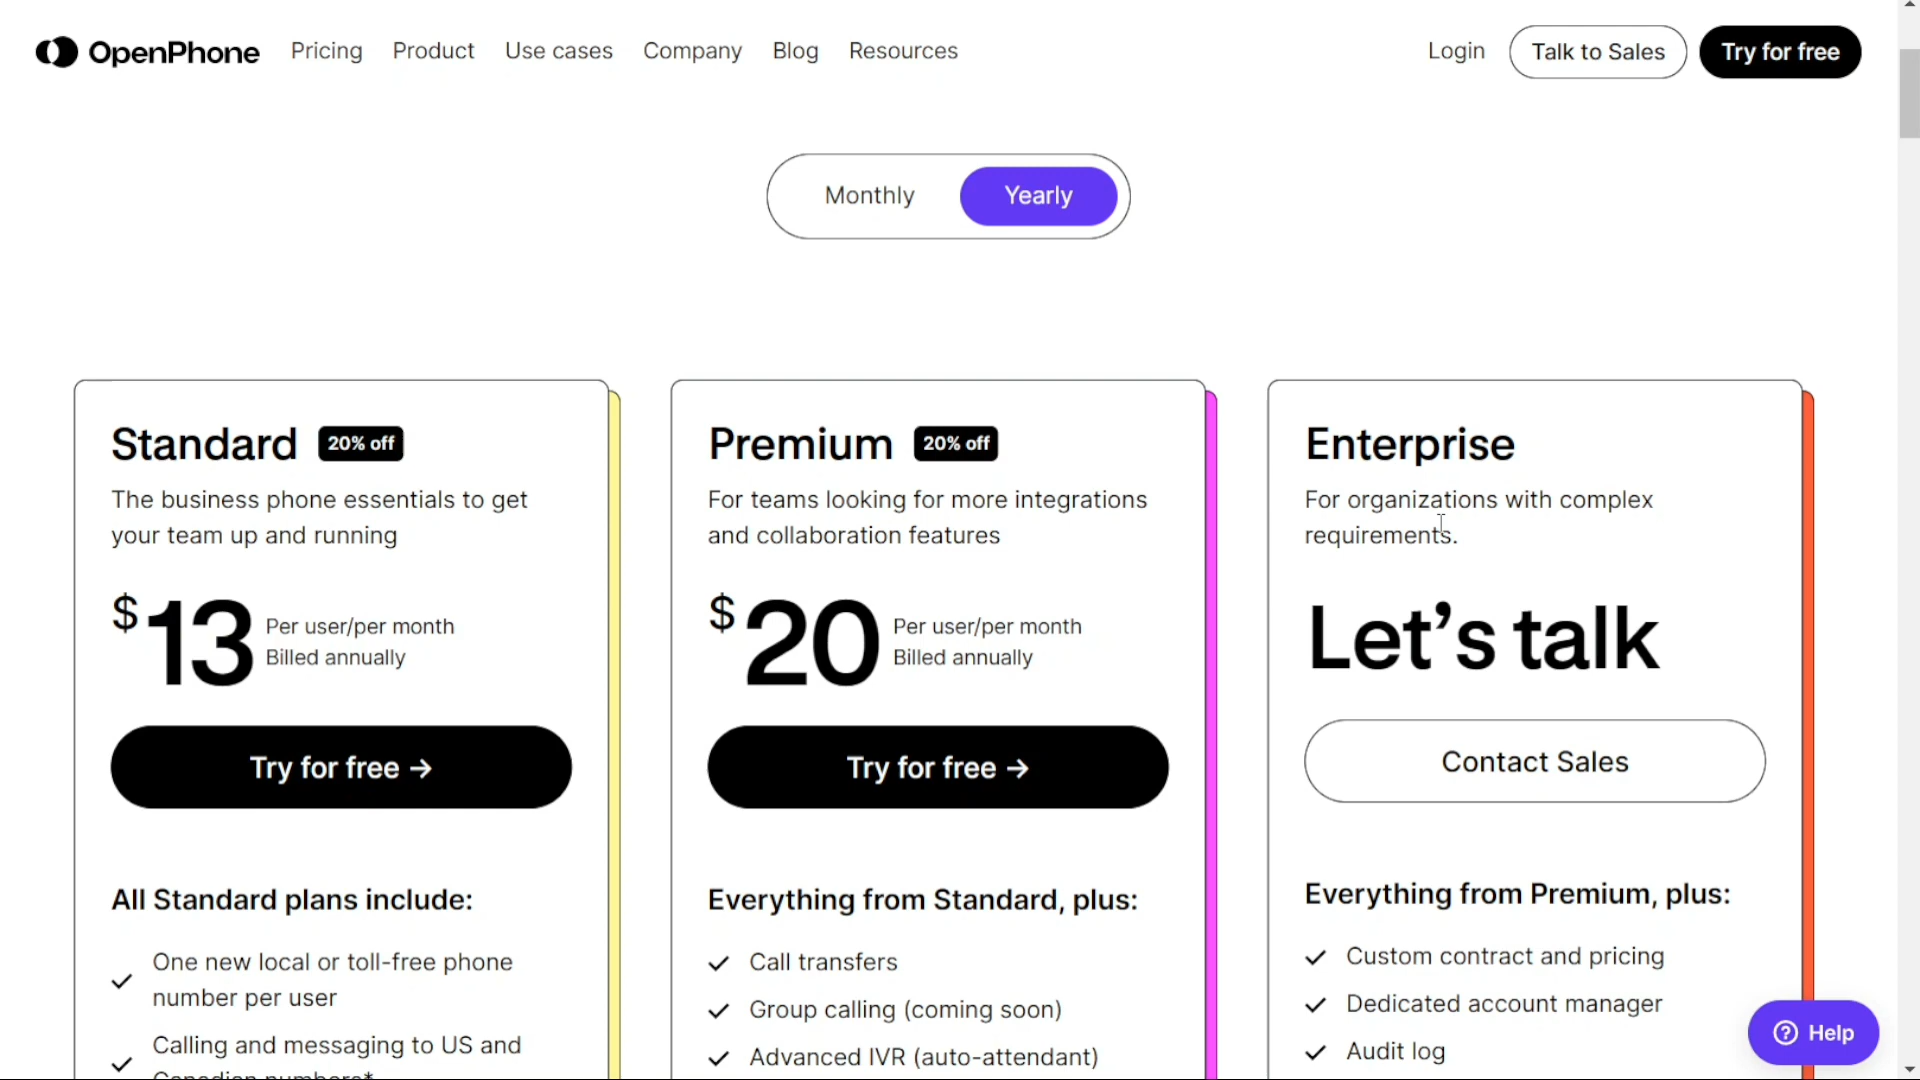 OpenPhone Pricing Product Use cases Company Blog Resources Login Talk to Sales Try for free
Monthly Yearly
Standard 20% off
The business phone essentials to get
your team up and running
$13 Per user/per month
Billed annually
Try for free →
All Standard plans include:
One new local or toll-free phone
number per user
Calling and messaging to US and
Canadian numbers*
Premium 20% off
For teams looking for more integrations
and collaboration features
$20 Per user/per month
Billed annually
Try for free →
Everything from Standard, plus:
Call transfers
Group calling (coming soon)
Advanced IVR (auto-attendant)
Enterprise
For organizations with complex
requirements.
Let’s talk
Contact Sales
Everything from Premium, plus:
Custom contract and pricing
Dedicated account manager
Audit log
Help